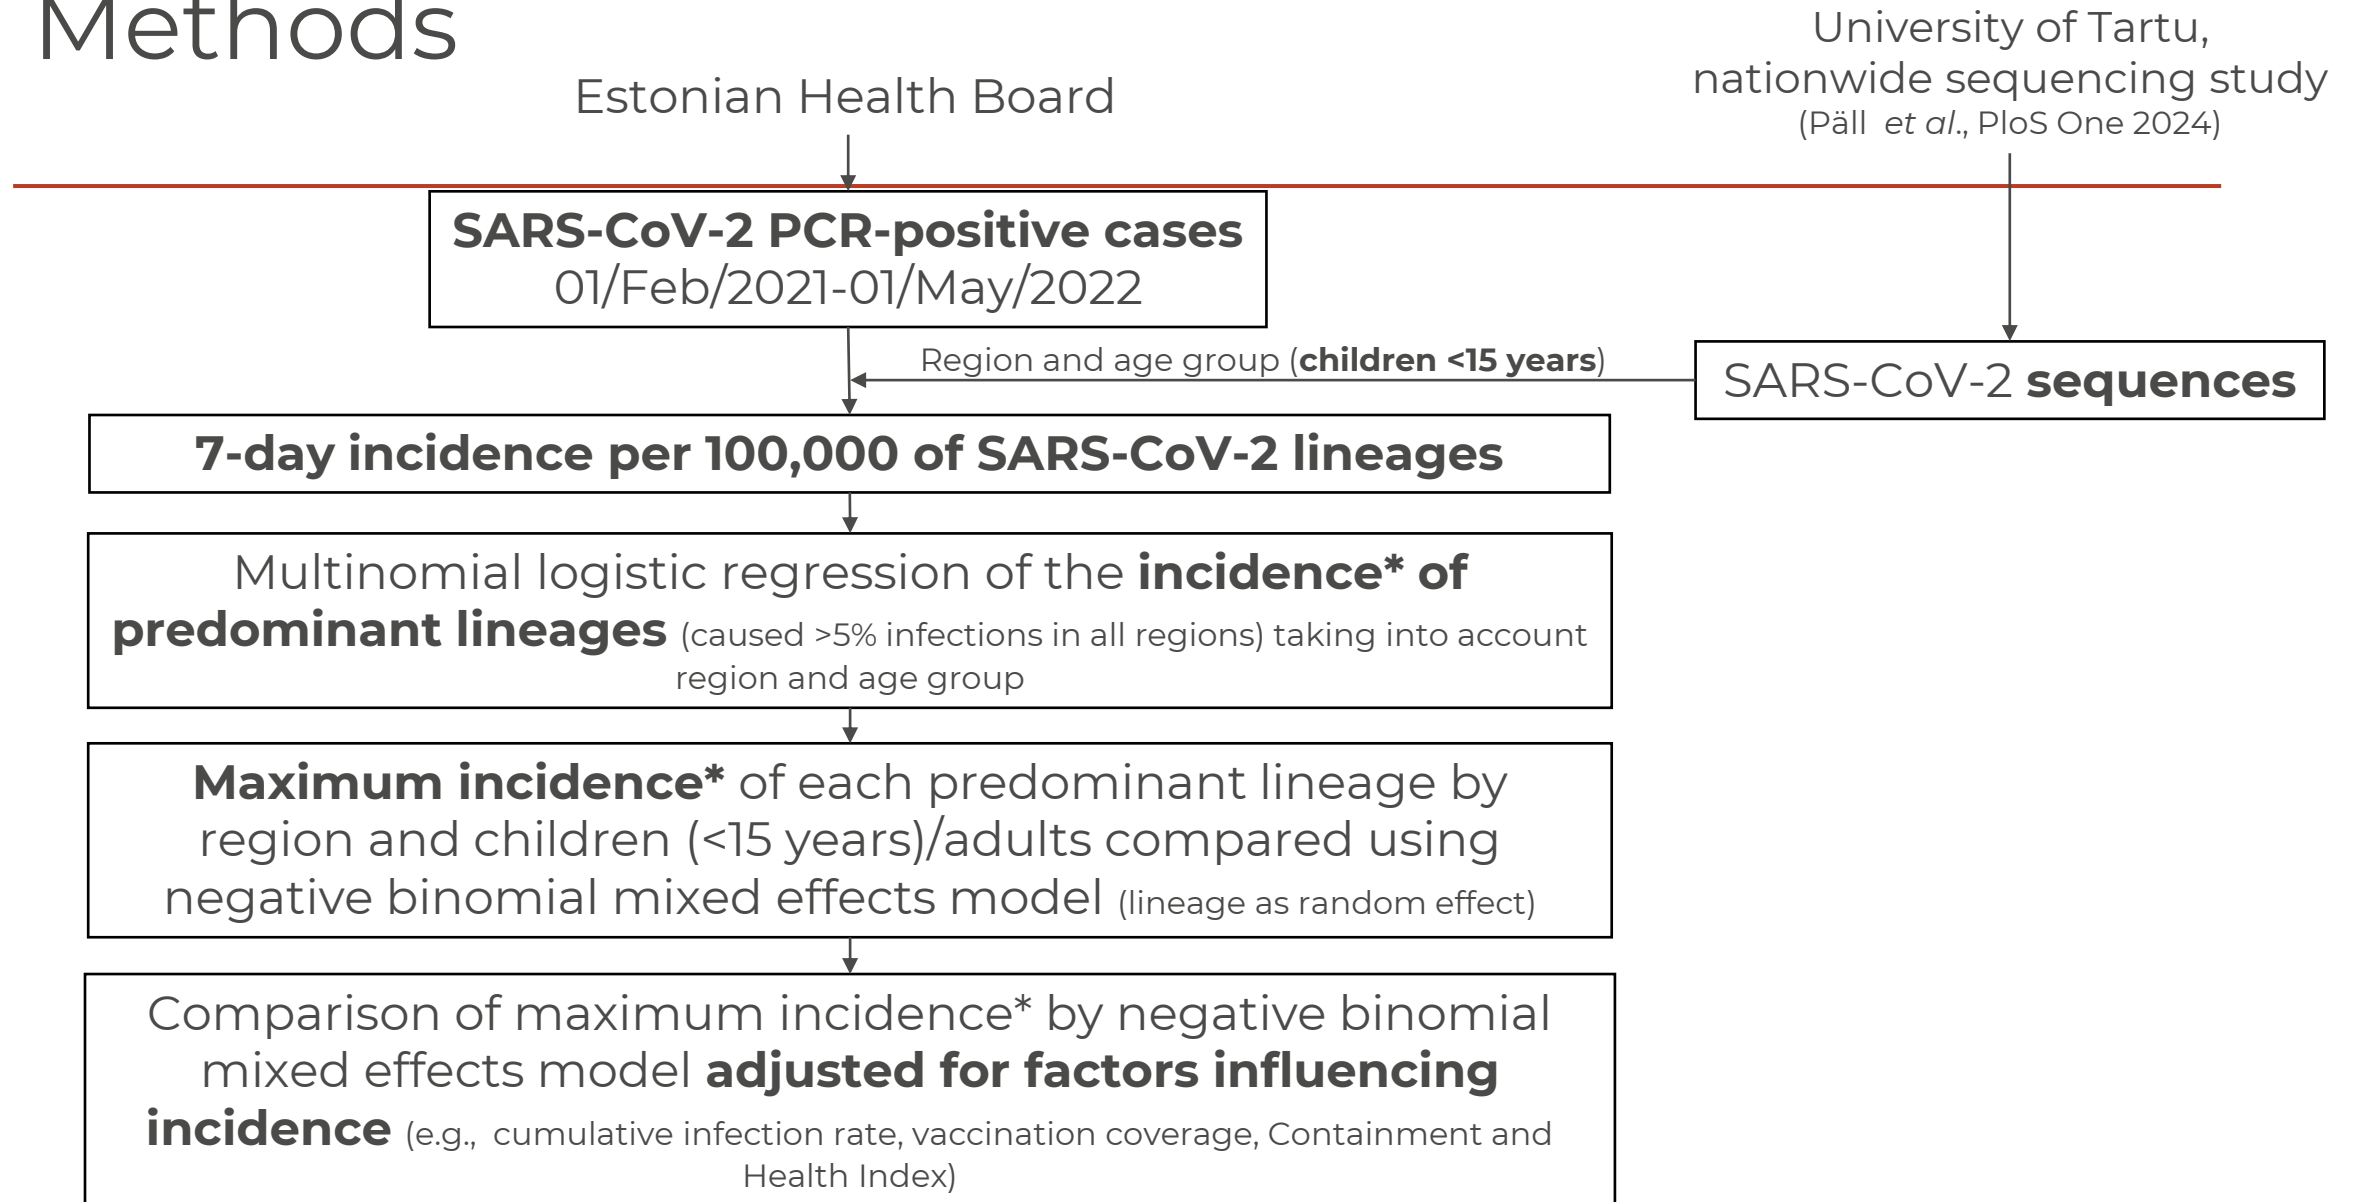 Methods
Estonian Health Board
University of Tartu,
nationwide sequencing study
(Päll et al., PloS One 2024)
SARS-CoV-2 PCR-positive cases
01/Feb/2021-01/May/2022
Region and age group (children <15 years)
SARS-CoV-2 sequences
7-day incidence per 100,000 of SARS-CoV-2 lineages
Multinomial logistic regression of the incidence* of
predominant lineages (caused >5% infections in all regions) taking into account
region and age group
Maximum incidence* of each predominant lineage by
region and children (<15 years)/adults compared using
negative binomial mixed effects model (lineage as random effect)
Comparison of maximum incidence* by negative binomial
mixed effects model adjusted for factors influencing
incidence (e.g., cumulative infection rate, vaccination coverage, Containment and
Health Index)